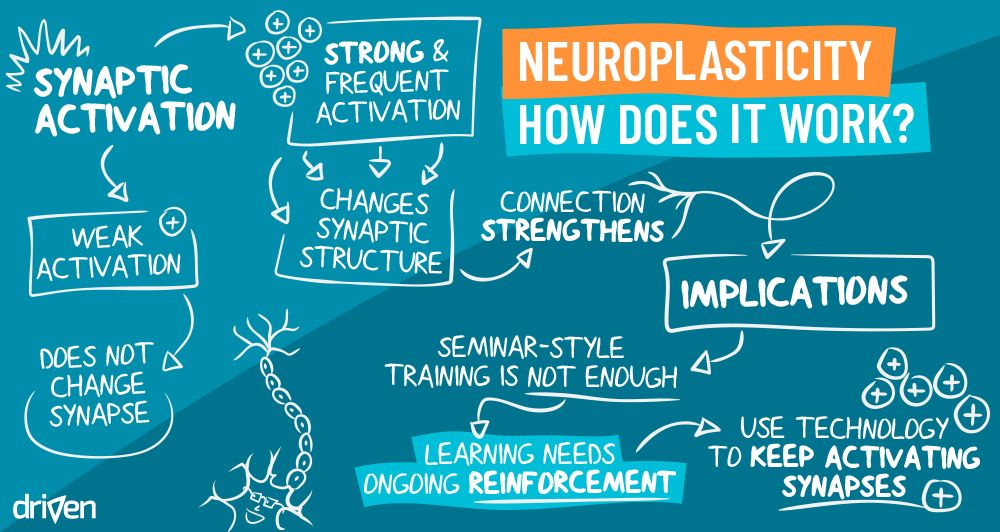 SYNAPTIC
ACTIVATION
STRONG &
FREQUENT
ACTIVATION
NEUROPLASTICITY
HOW DOES IT WORK?
WEAK
ACTIVATION
DOES NOT
CHANGE
SYNAPSE
CHANGES
SYNAPTIC
STRUCTURE
CONNECTION
STRENGTHENS
IMPLICATIONS
SEMINAR-STYLE
TRAINING IS NOT ENOUGH
LEARNING NEEDS
ONGOING REINFORCEMENT
USE TECHNOLOGY
TO KEEP ACTIVATING
SYNAPSES
driven